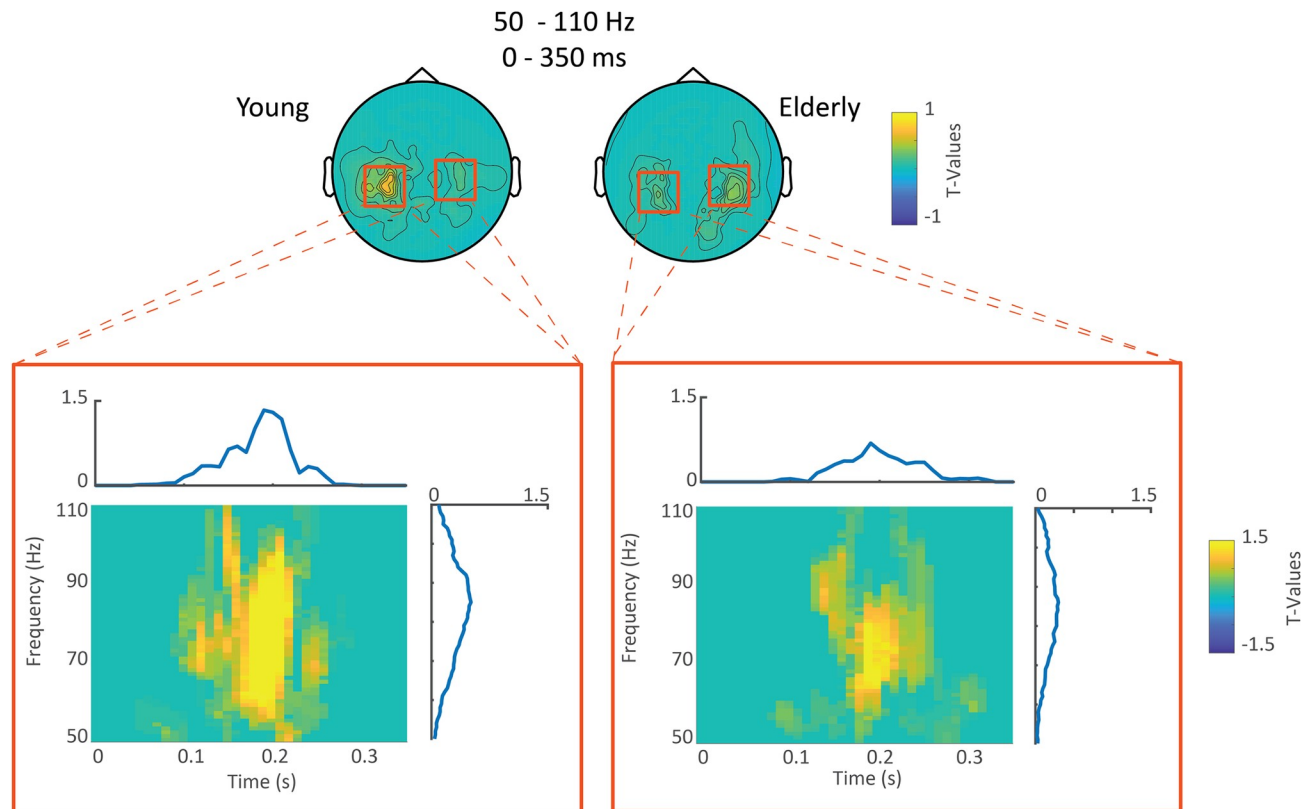 50 - 110 Hz
0 - 350 ms
Young
Elderly
1
-1
T-Values
1.5
0
0 1.5
110
90
70
50
Frequency (Hz)
0 0.1 0.2 0.3
Time (s)
1.5
0
0 1.5
110
90
70
50
Frequency (Hz)
0 0.1 0.2 0.3
Time (s)
1.5
-1.5
T-Values